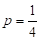 p = 1/4